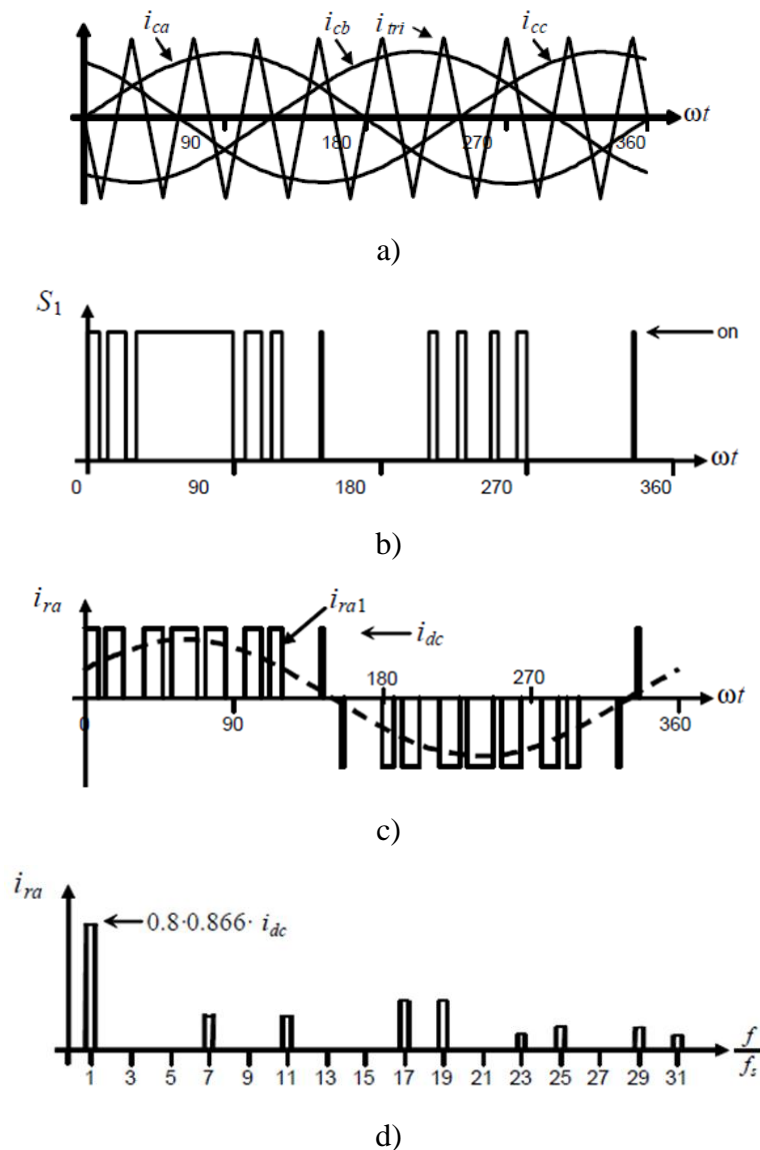 i_ca i_cb i_tri i_cc
ωt
90 180 270 360
a)
S_1
on
ωt
0 90 180 270 360
b)
i_ra i_ra1
i_dc
180 270
ωt
0 90 360
c)
i_ra
0.8·0.866· i_dc
f
f_s
1 3 5 7 11 13 15 17 19 21 23 25 27 29 31
d)